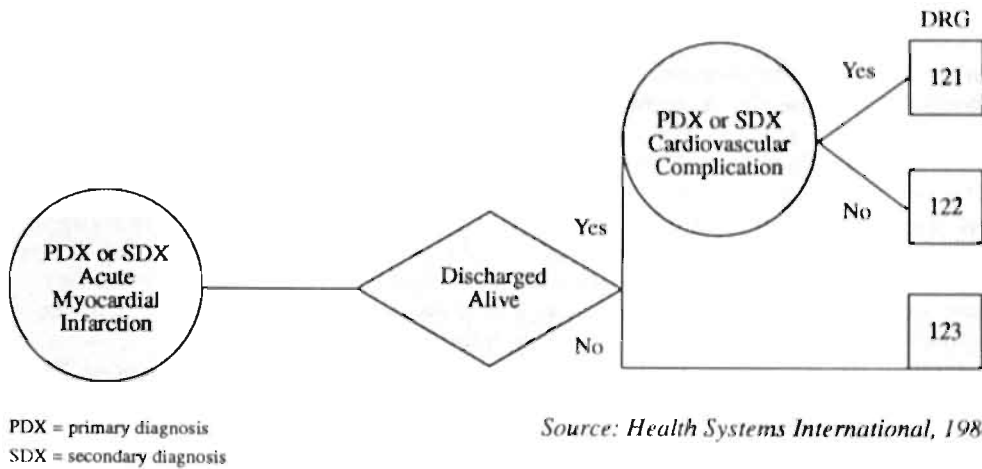 DRG
PDX or SDX
Acute
Myocardial
Infarction
Discharged
Alive
Yes
No
PDX or SDX
Cardiovascular
Complication
Yes
No
121
122
123
PDX = primary diagnosis
SDX = secondary diagnosis
Source: Health Systems International, 198